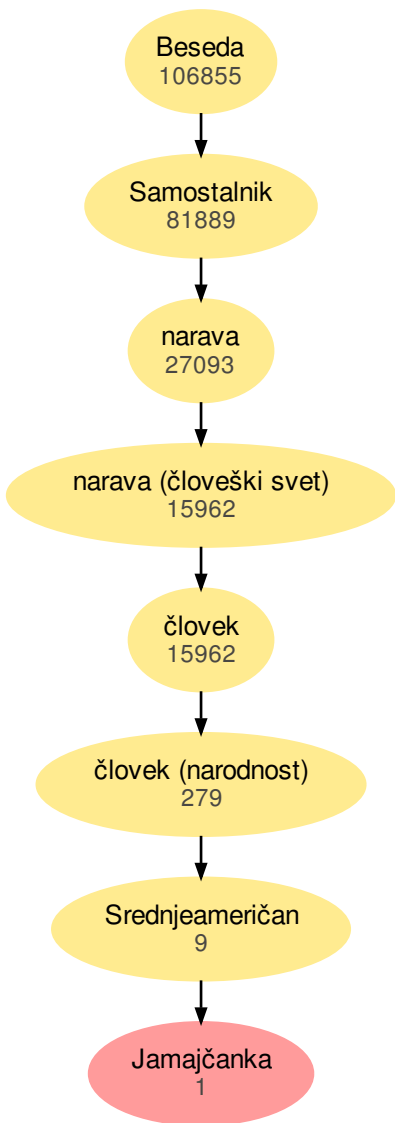 Beseda
106855
Samostalnik
81889
narava
27093
narava (človeški svet)
15962
človek
15962
človek (narodnost)
279
Srednjeameričan
9
Jamajčanka
1